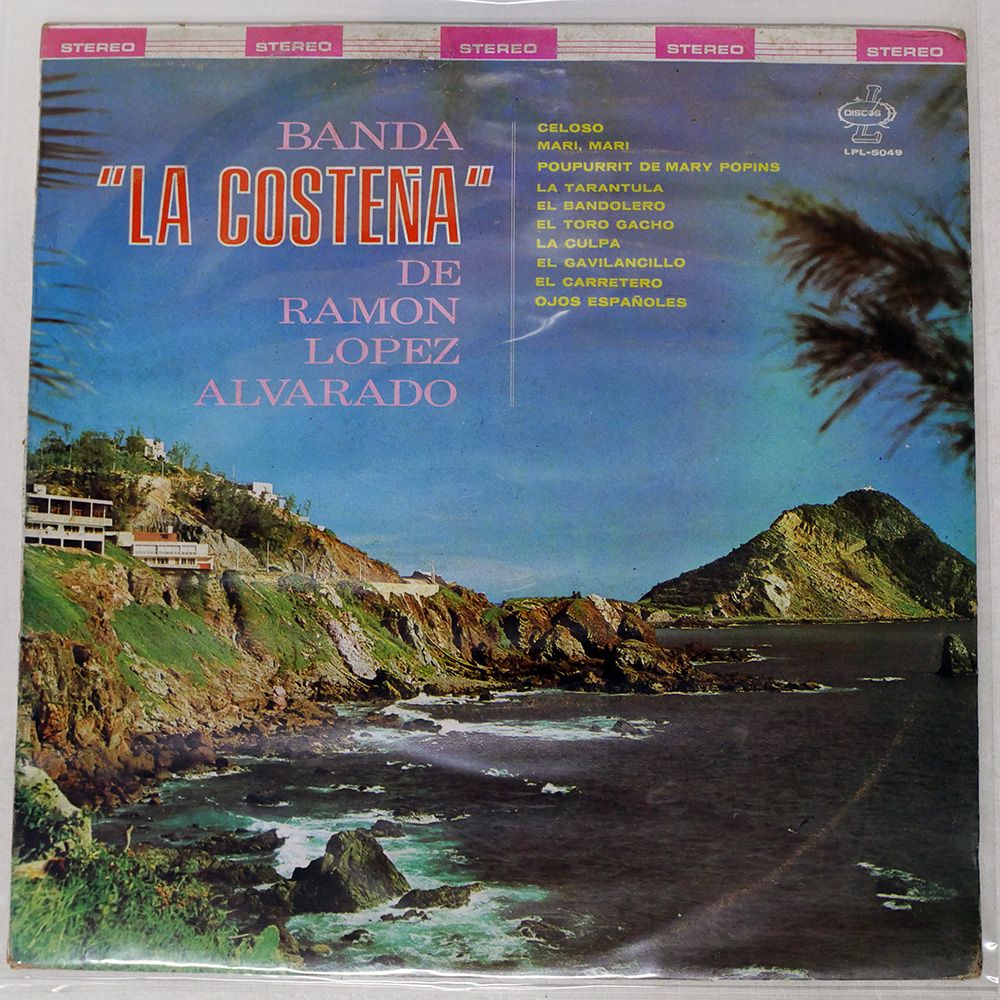 STEREO STEREO STEREO STEREO STEREO
BANDA
"LA COSTEÑA"
DE
RAMON
LOPEZ
ALVARADO
CELOSO
MARI, MARI
POUPURRIT DE MARY POPINS
LA TARANTULA
EL BANDOLERO
EL TORO GACHO
LA CULPA
EL GAVILANCILLO
EL CARRETERO
OJOS ESPAÑOLES
L
DISCOS
L
LPL-5049